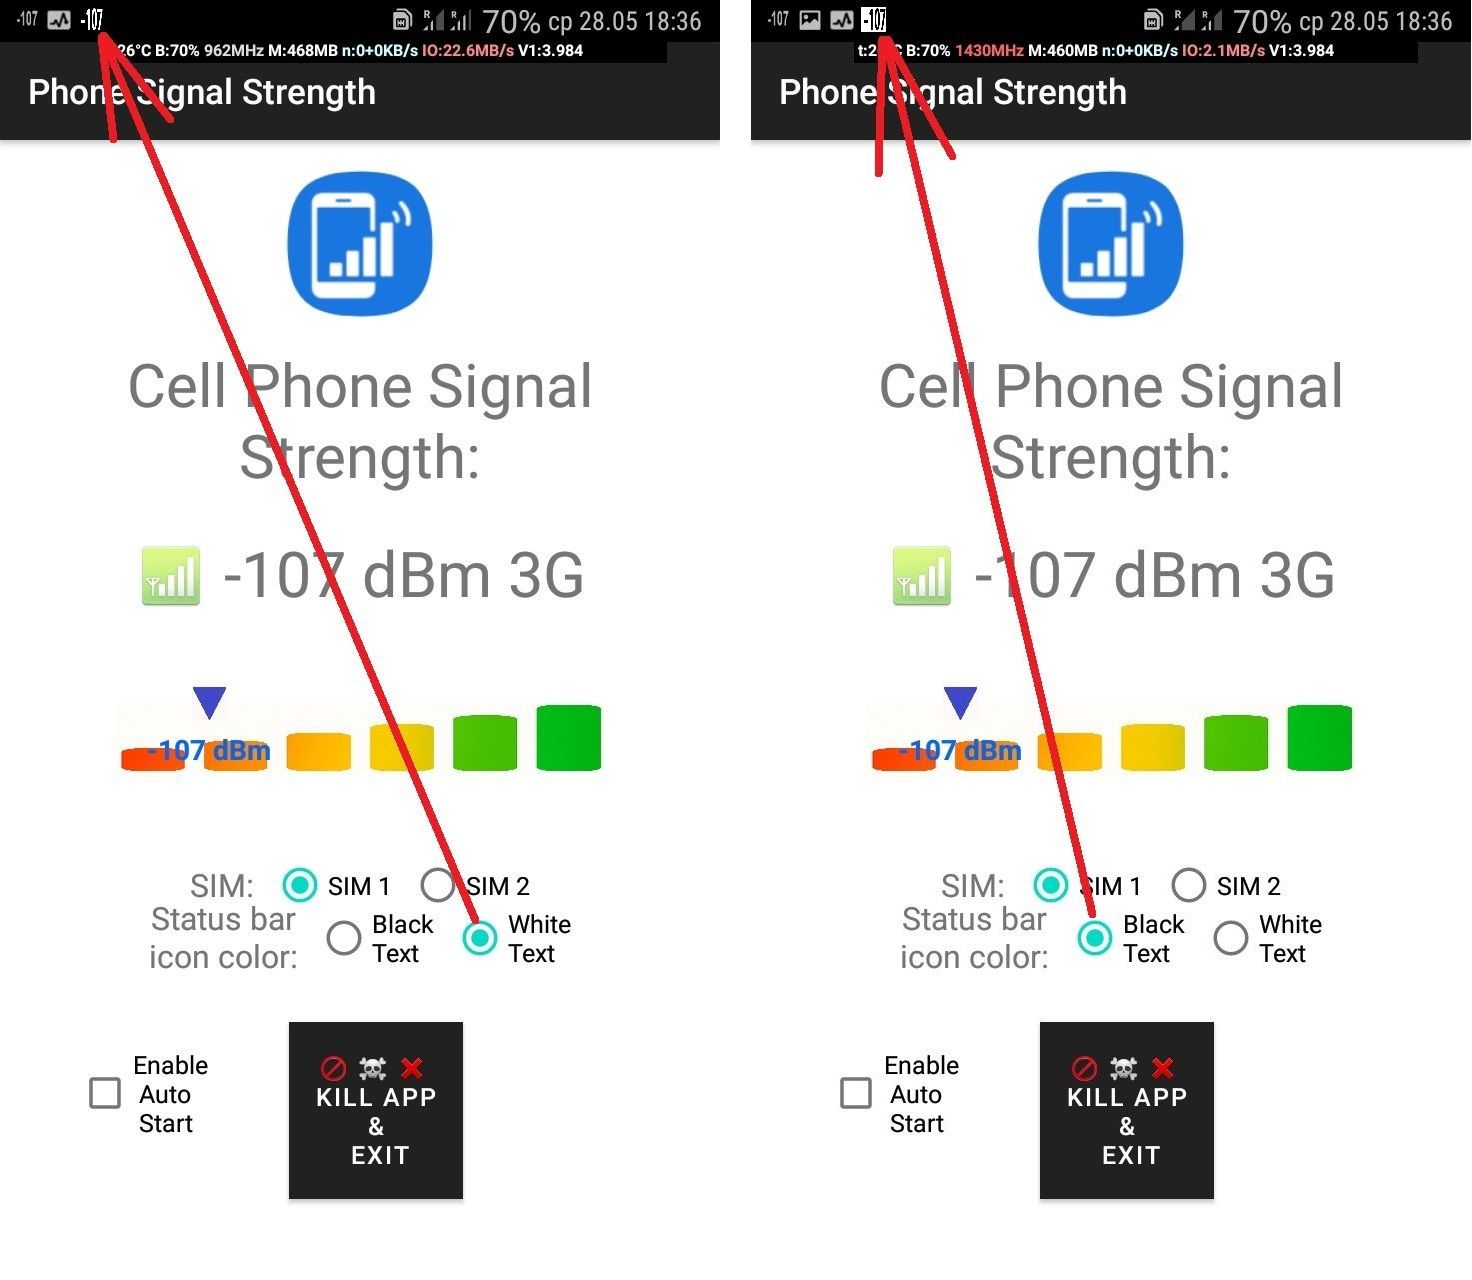 -107 -107 70% ср 28.05 18:36
26°C B:70% 962MHz M:468MB n:0+0KB/s IO:22.6MB/s V1:3.984
Phone Signal Strength
Cell Phone Signal
Strength:
-107 dBm 3G
-107 dBm
SIM: SIM 1 SIM 2
Status bar
icon color:
Black
Text
White
Text
Enable
Auto
Start
KILL APP
&
EXIT
-107 -107 70% ср 28.05 18:36
B:70% 1430MHz M:460MB n:0+0KB/s IO:2.1MB/s V1:3.984
Phone Signal Strength
Cell Phone Signal
Strength:
-107 dBm 3G
-107 dBm
SIM: SIM 1 SIM 2
Status bar
icon color:
Black
Text
White
Text
Enable
Auto
Start
KILL APP
&
EXIT